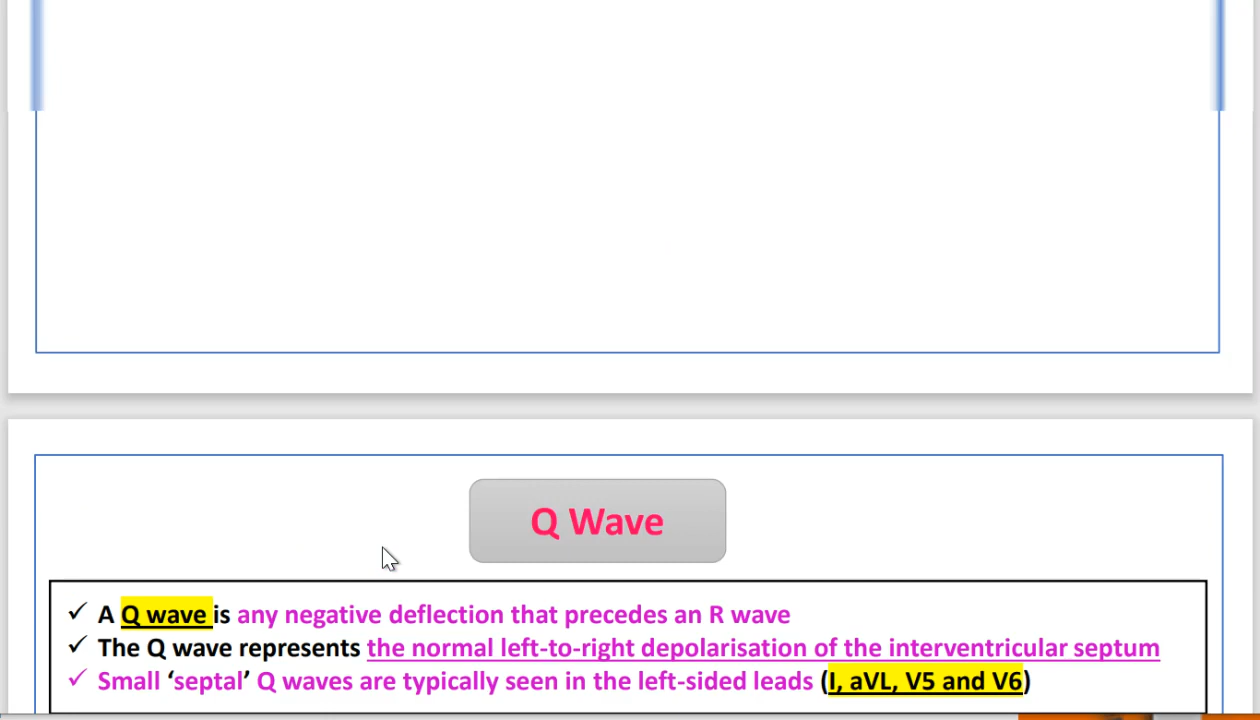 Q Wave
✓ A Q wave is any negative deflection that precedes an R wave
✓ The Q wave represents the normal left-to-right depolarisation of the interventricular septum
✓ Small ‘septal’ Q waves are typically seen in the left-sided leads (I, aVL, V5 and V6)